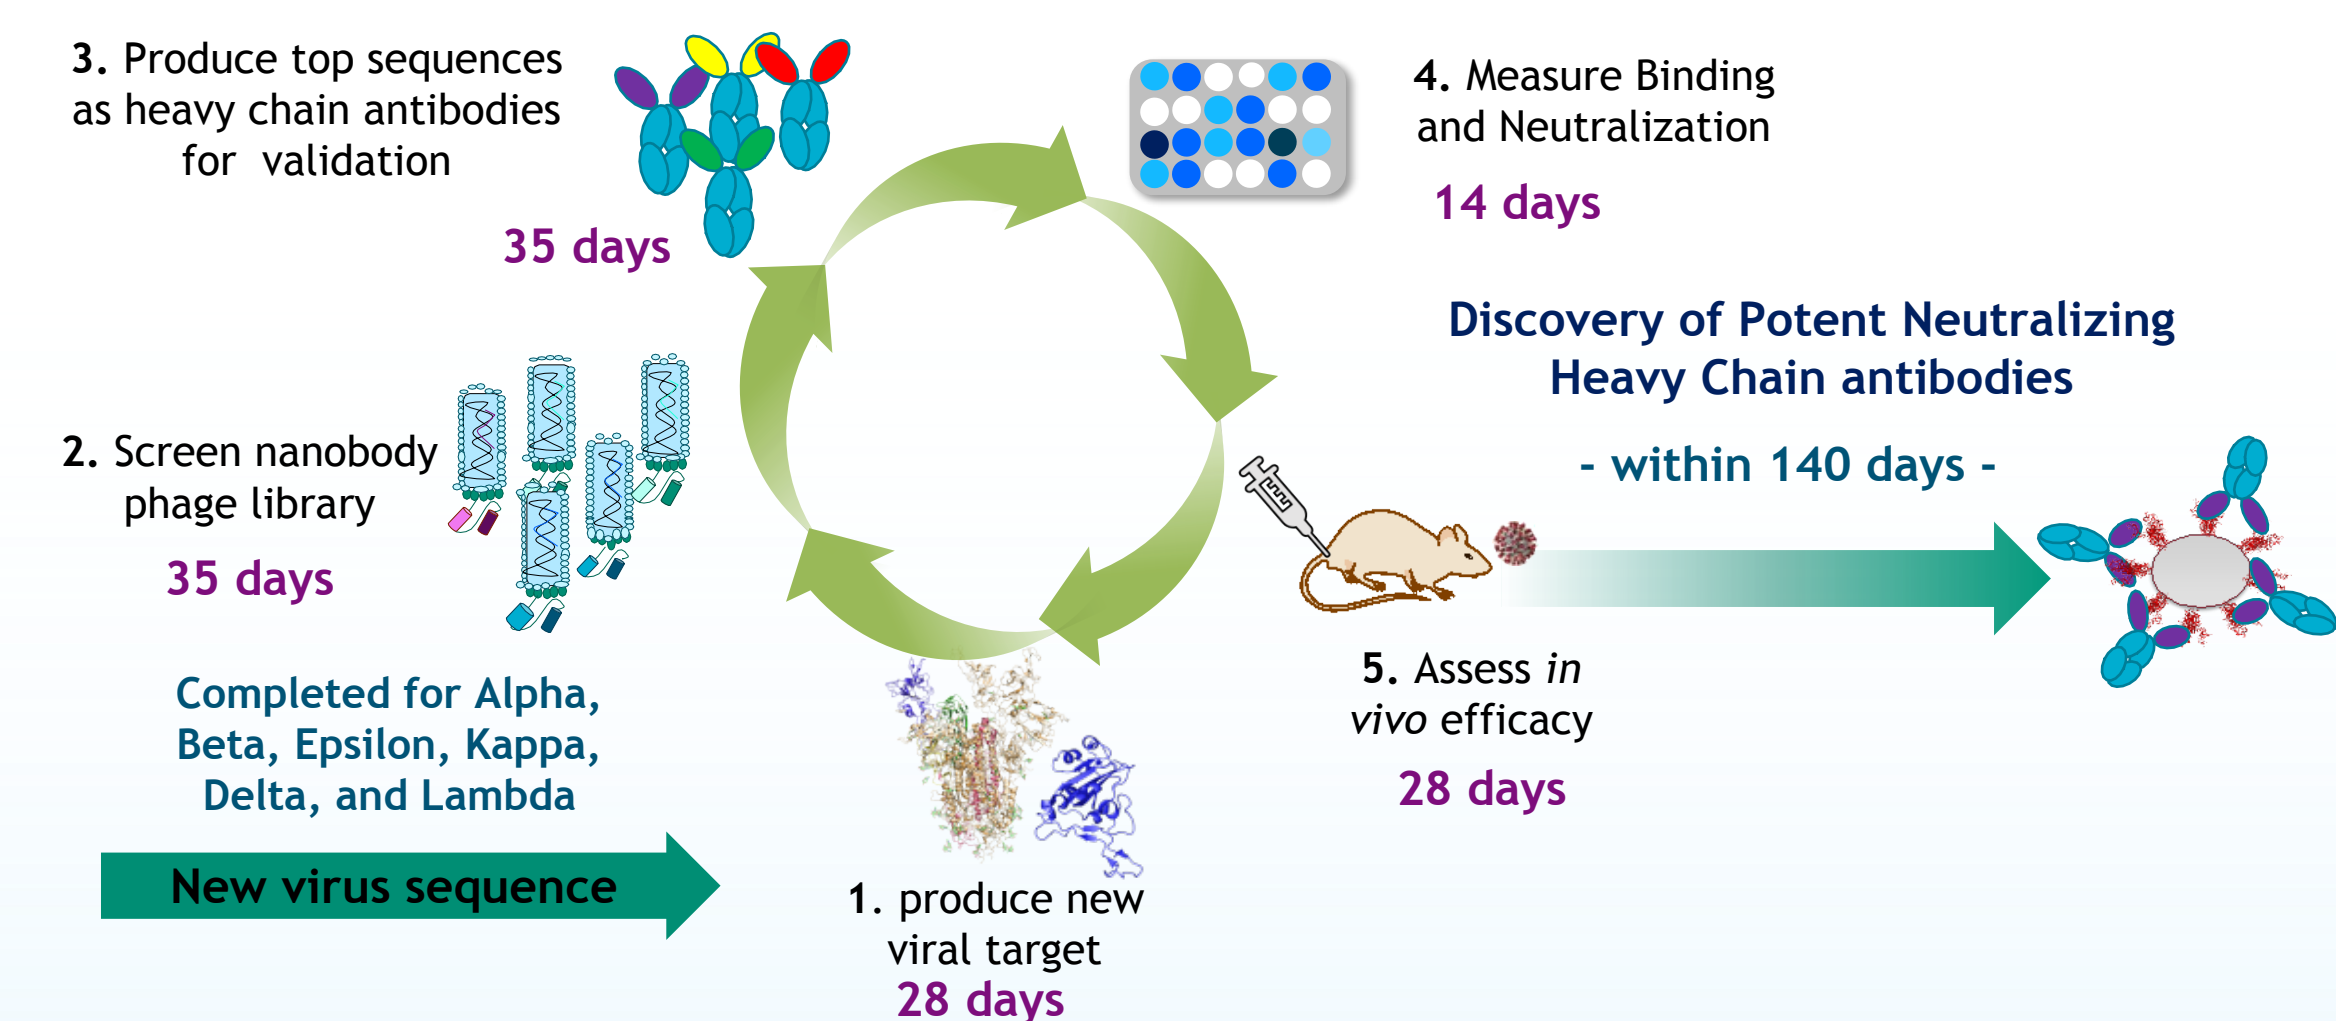 3. Produce top sequences
as heavy chain antibodies
for  validation
35 days
4. Measure Binding
and Neutralization
14 days
Discovery of Potent Neutralizing
Heavy Chain antibodies
- within 140 days -
2. Screen nanobody
phage library
35 days
5. Assess in
vivo efficacy
28 days
Completed for Alpha,
Beta, Epsilon, Kappa,
Delta, and Lambda
New virus sequence
1. produce new
viral target
28 days